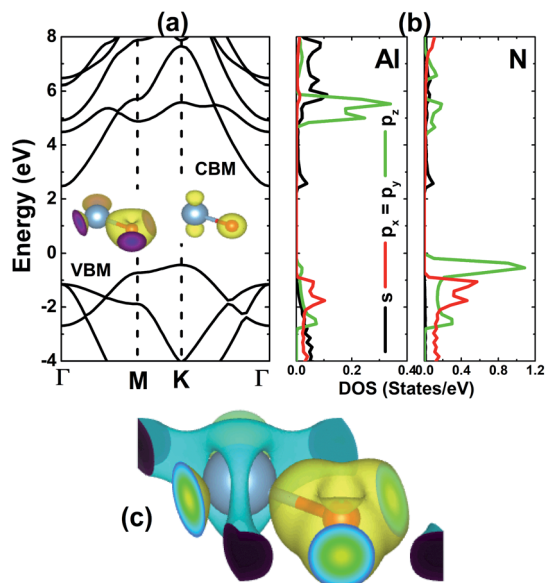 (a)
(b)
Energy (eV)
8
6
4
2
0
-2
-4
CBM
VBM
Γ
M
K
Γ
Al
N
s
p_x = p_y
p_z
0.0
0.2
0.4
0.0
0.4
0.8
1.2
DOS (States/eV)
(c)